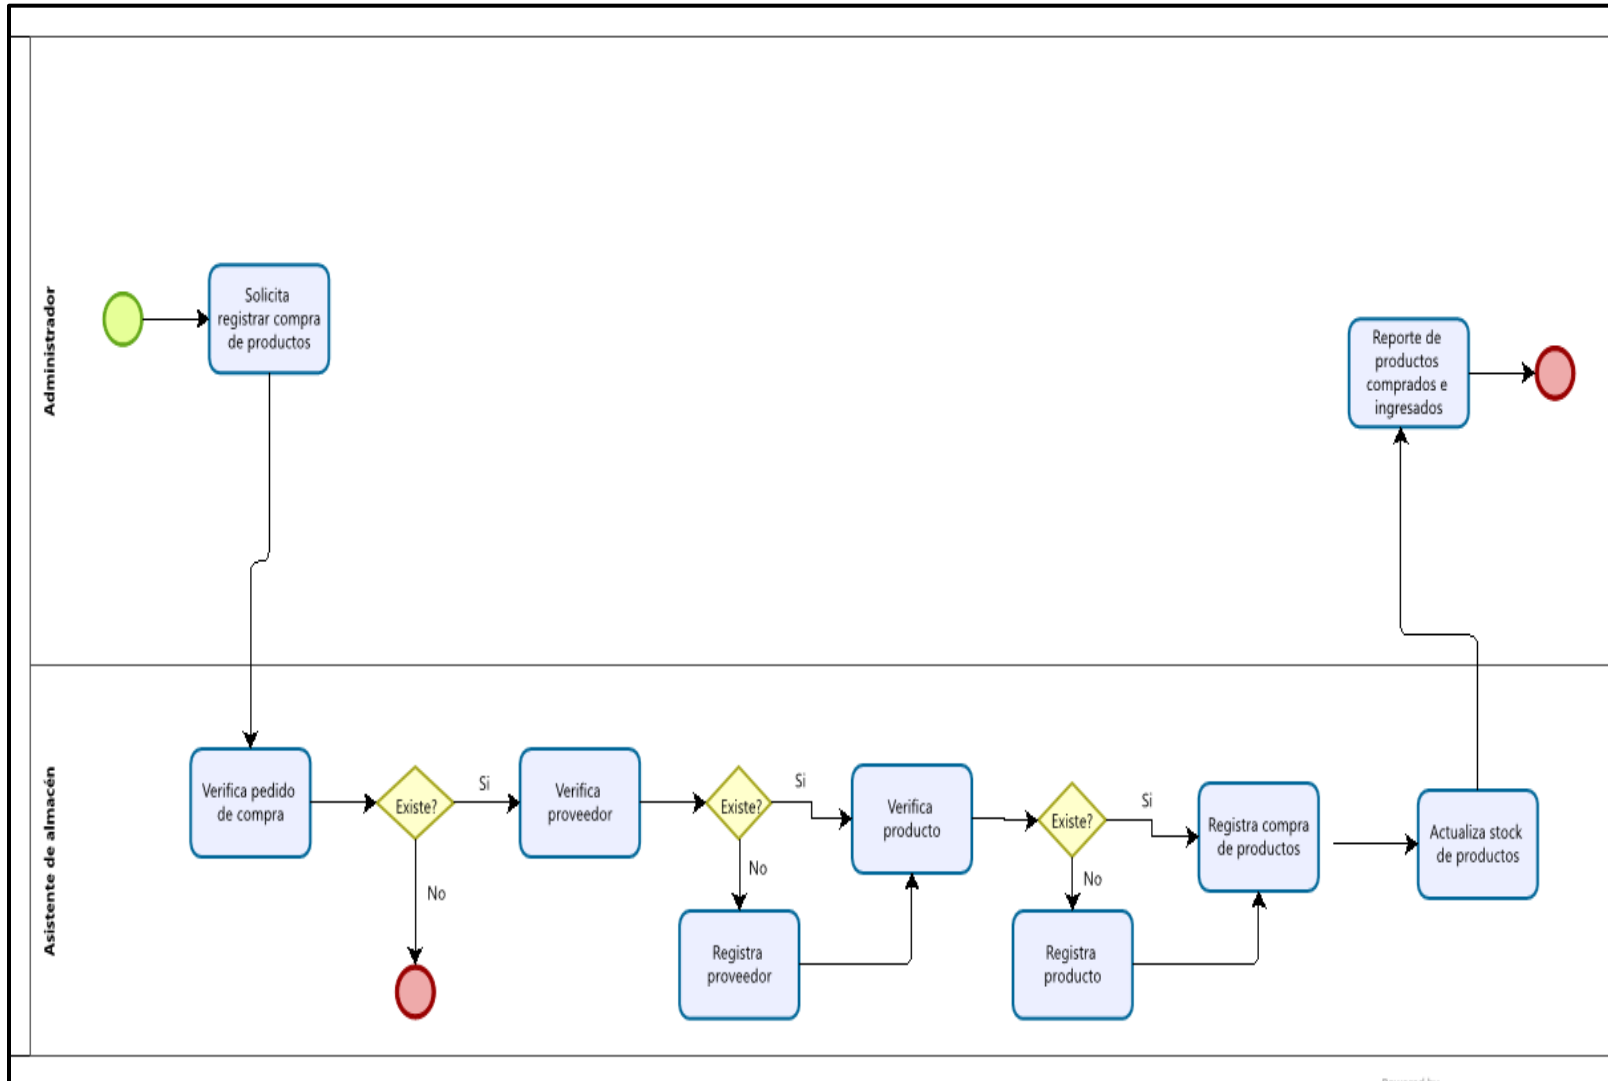 Administrador
Solicita
registrar compra
de productos
Reporte de
productos
comprados e
ingresados
Asistente de almacén
Verifica pedido
de compra
Existe?
Si
No
Verifica
proveedor
Existe?
Si
No
Registra
proveedor
Verifica
producto
Existe?
Si
No
Registra
producto
Registra compra
de productos
Actualiza stock
de productos